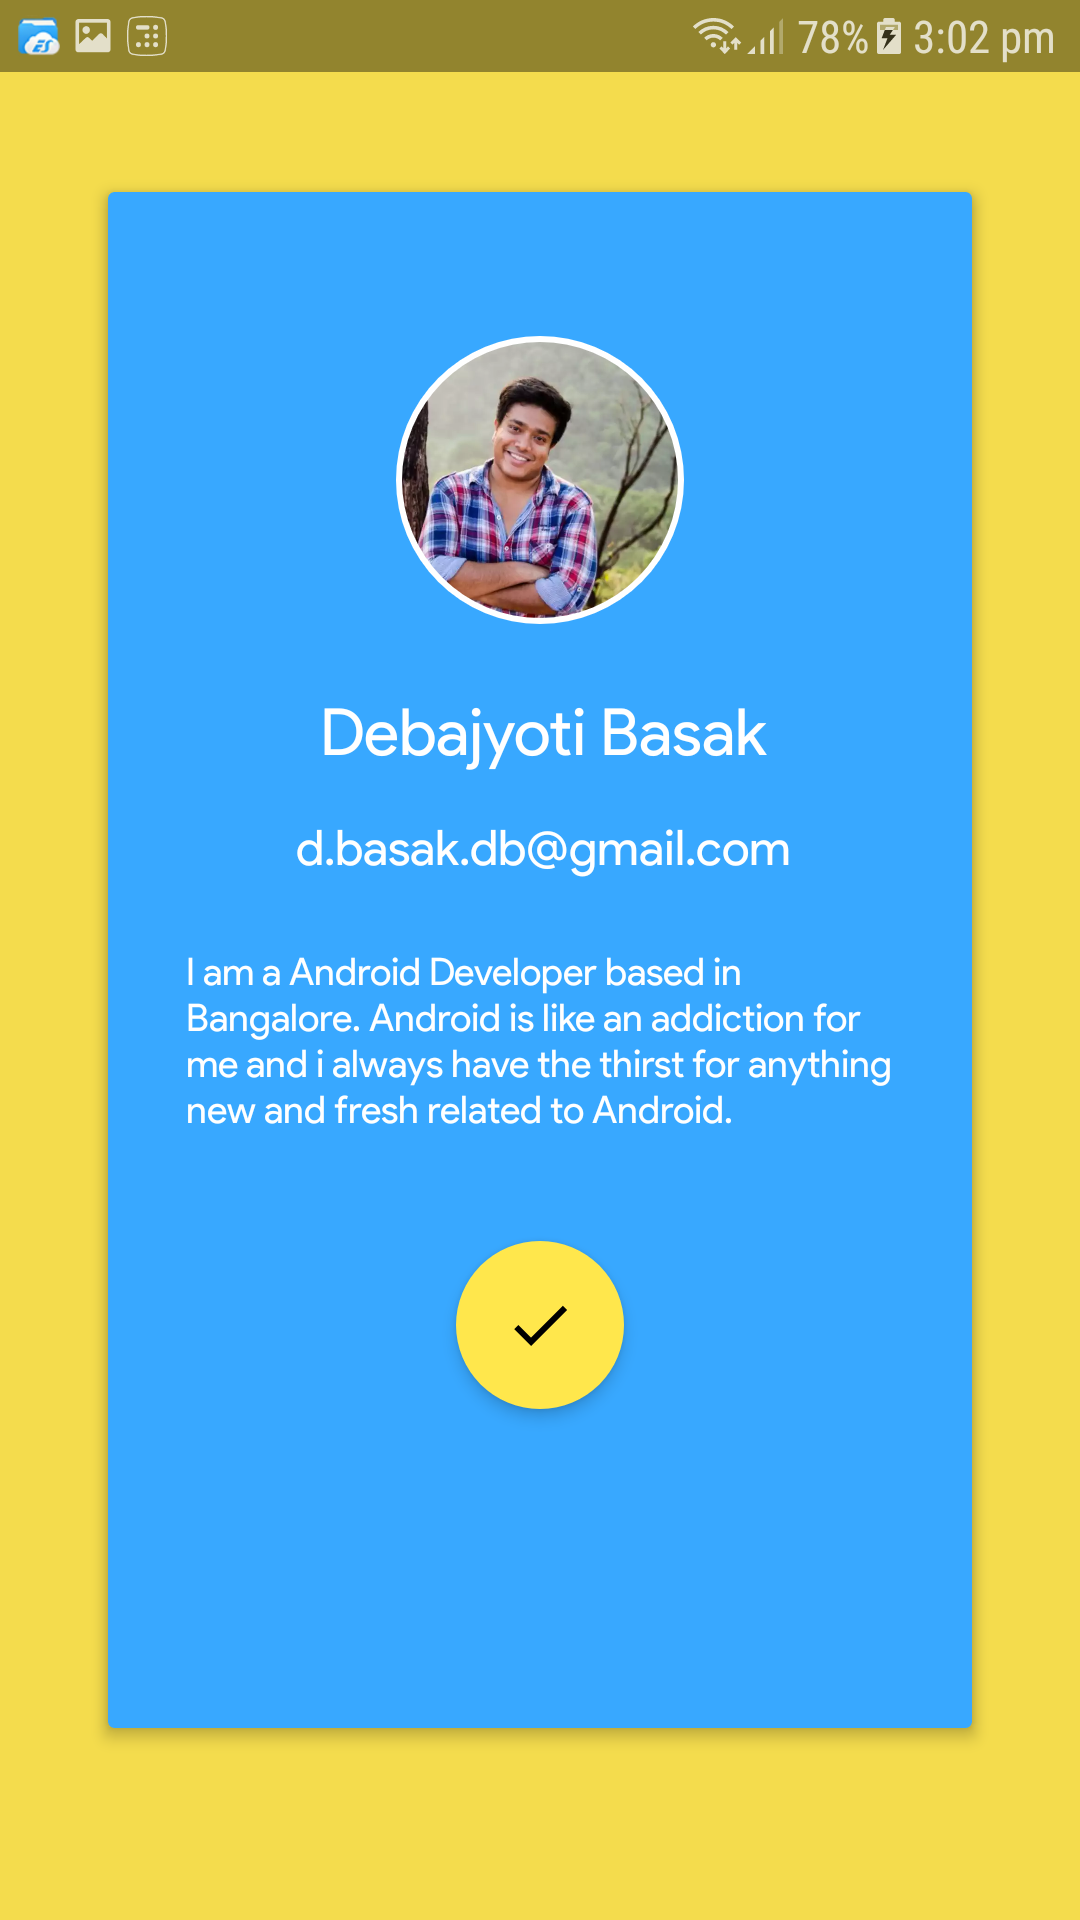 ES
78% 3:02 pm
Debajyoti Basak
d.basak.db@gmail.com
I am a Android Developer based in
Bangalore. Android is like an addiction for
me and i always have the thirst for anything
new and fresh related to Android.